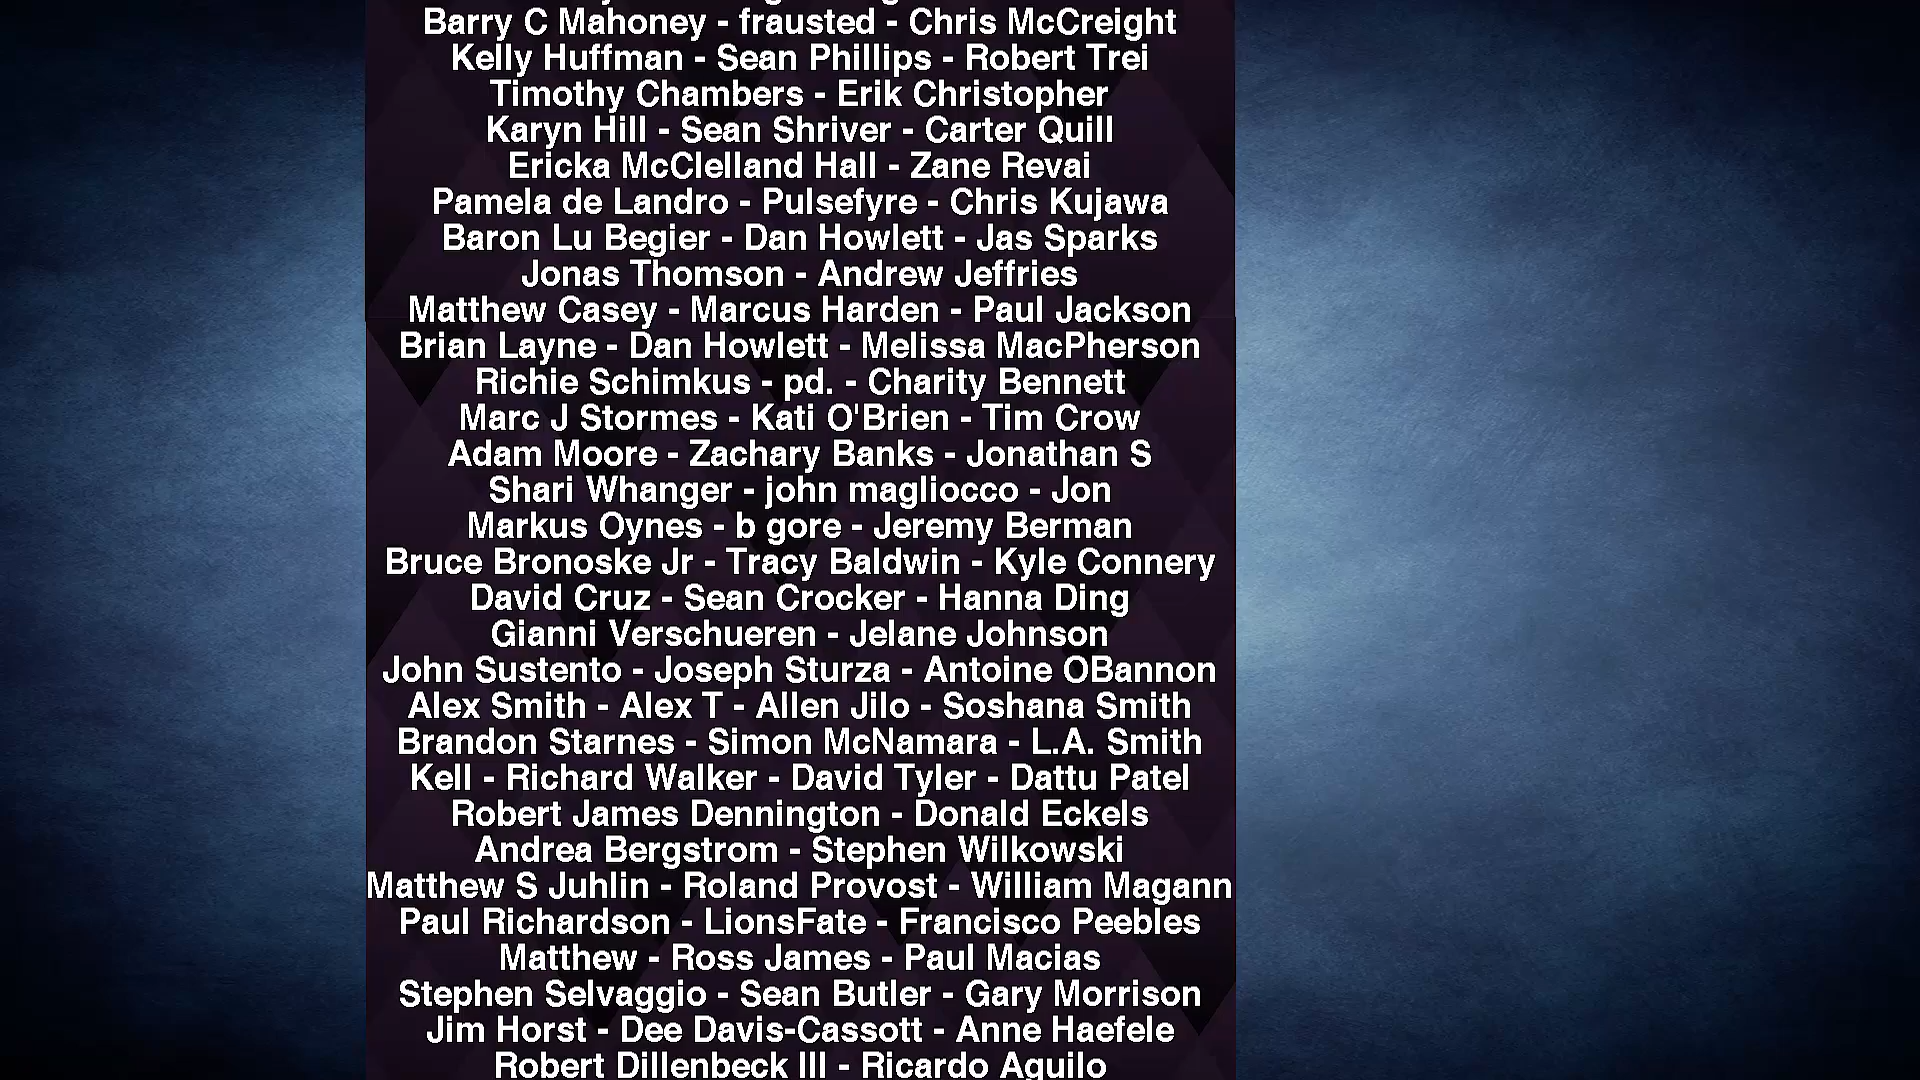 Barry C Mahoney - frausted - Chris McCreight
Kelly Huffman - Sean Phillips - Robert Trei
Timothy Chambers - Erik Christopher
Karyn Hill - Sean Shriver - Carter Quill
Ericka McClelland Hall - Zane Revai
Pamela de Landro - Pulsefyre - Chris Kujawa
Baron Lu Begier - Dan Howlett - Jas Sparks
Jonas Thomson - Andrew Jeffries
Matthew Casey - Marcus Harden - Paul Jackson
Brian Layne - Dan Howlett - Melissa MacPherson
Richie Schimkus - pd. - Charity Bennett
Marc J Stormes - Kati O'Brien - Tim Crow
Adam Moore - Zachary Banks - Jonathan S
Shari Whanger - john magliocco - Jon
Markus Oynes - b gore - Jeremy Berman
Bruce Bronoske Jr - Tracy Baldwin - Kyle Connery
David Cruz - Sean Crocker - Hanna Ding
Gianni Verschueren - Jelane Johnson
John Sustento - Joseph Sturza - Antoine OBannon
Alex Smith - Alex T - Allen Jilo - Soshana Smith
Brandon Starnes - Simon McNamara - L.A. Smith
Kell - Richard Walker - David Tyler - Dattu Patel
Robert James Dennington - Donald Eckels
Andrea Bergstrom - Stephen Wilkowski
Matthew S Juhlin - Roland Provost - William Magann
Paul Richardson - LionsFate - Francisco Peebles
Matthew - Ross James - Paul Macias
Stephen Selvaggio - Sean Butler - Gary Morrison
Jim Horst - Dee Davis-Cassott - Anne Haefele
Robert Dillenbeck III - Ricardo Aguilo